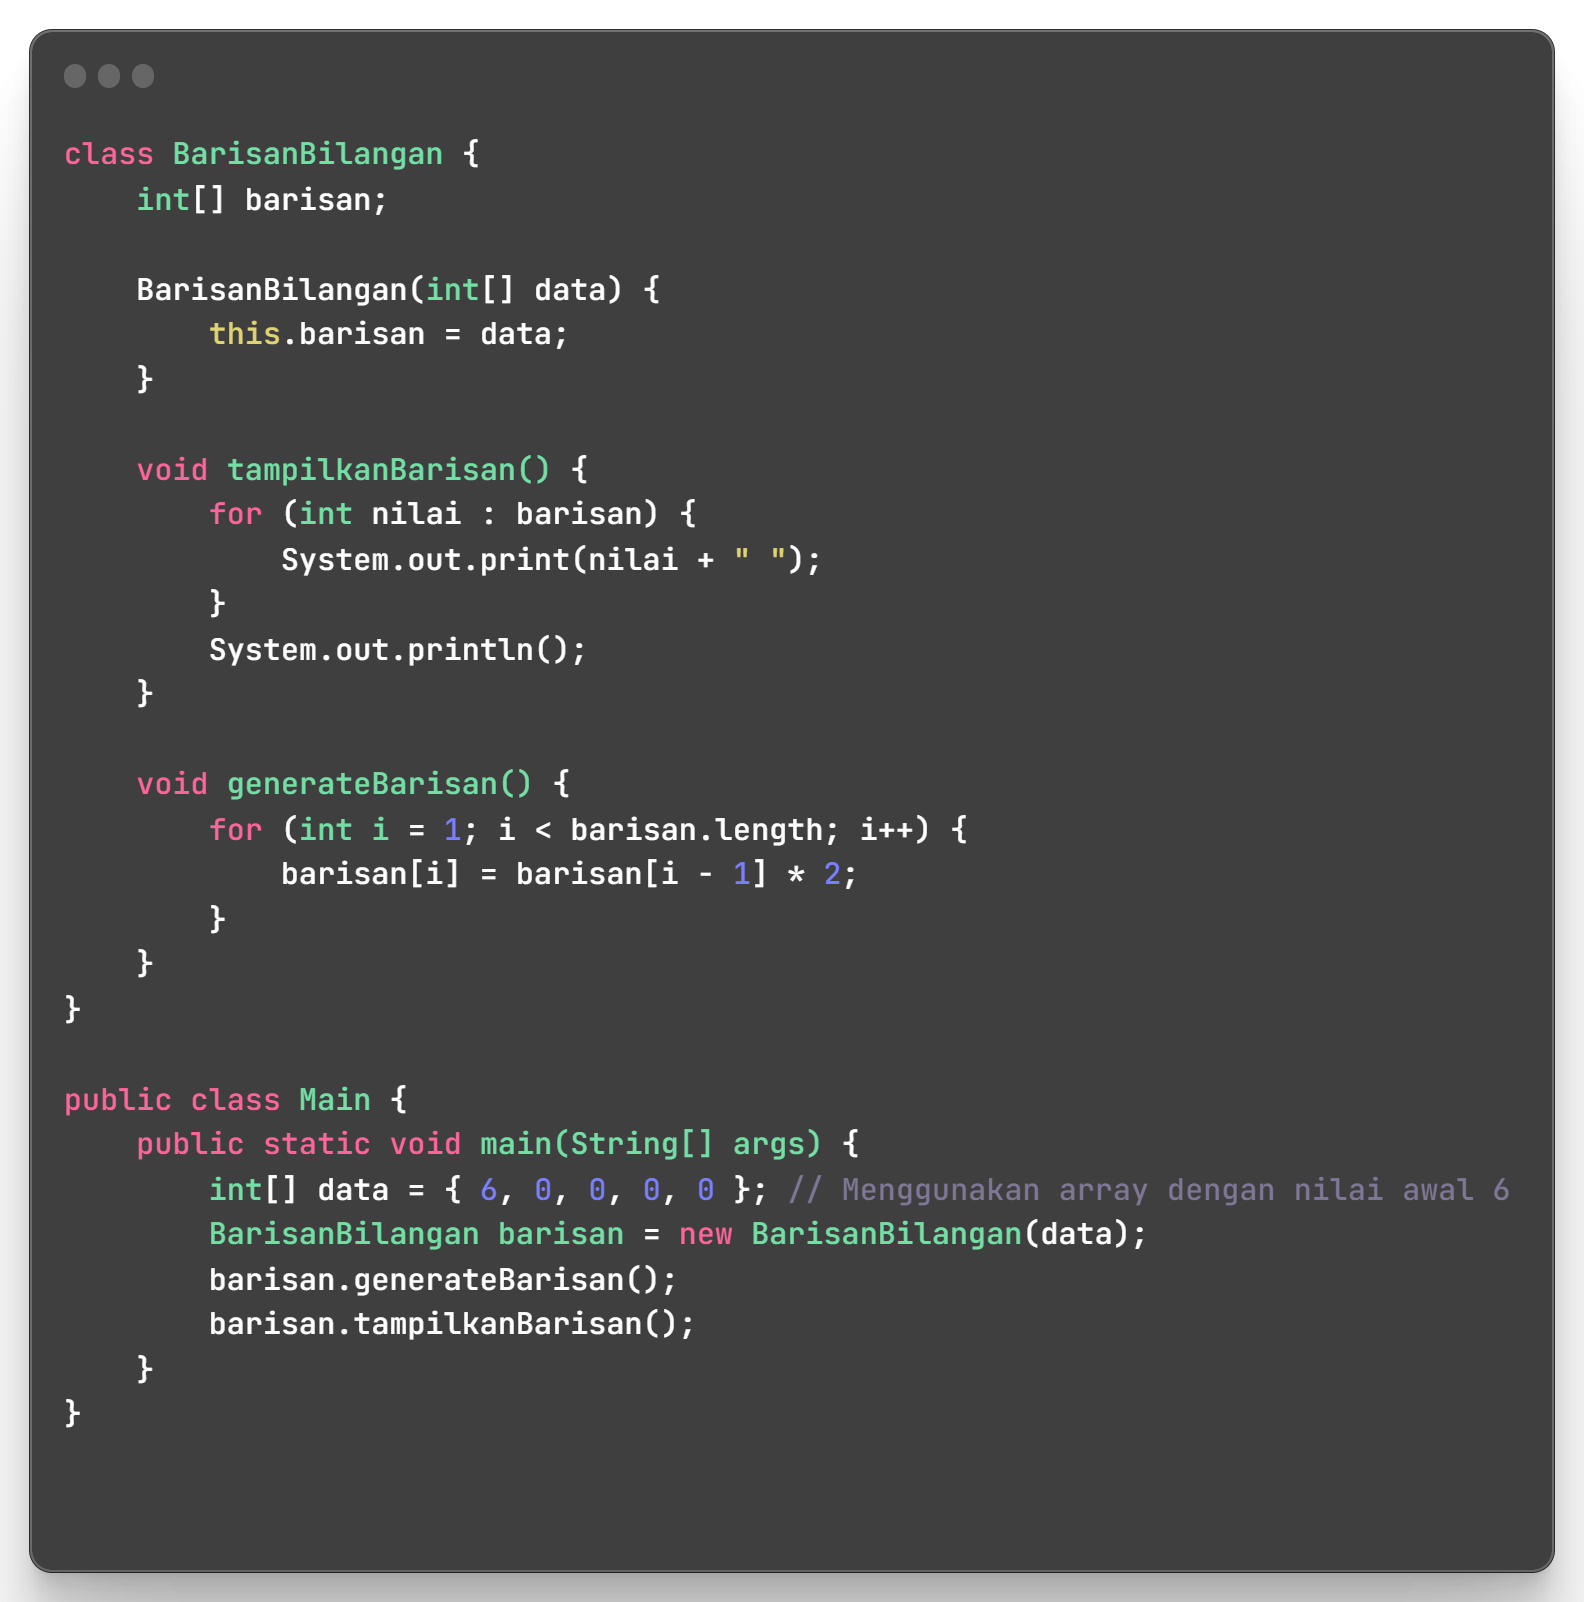 class BarisanBilangan {
    int[] barisan;

    BarisanBilangan(int[] data) {
        this.barisan = data;
    }

    void tampilkanBarisan() {
        for (int nilai : barisan) {
            System.out.print(nilai + " ");
        }
        System.out.println();
    }

    void generateBarisan() {
        for (int i = 1; i < barisan.length; i++) {
            barisan[i] = barisan[i - 1] * 2;
        }
    }
}

public class Main {
    public static void main(String[] args) {
        int[] data = { 6, 0, 0, 0, 0 }; // Menggunakan array dengan nilai awal 6
        BarisanBilangan barisan = new BarisanBilangan(data);
        barisan.generateBarisan();
        barisan.tampilkanBarisan();
    }
}